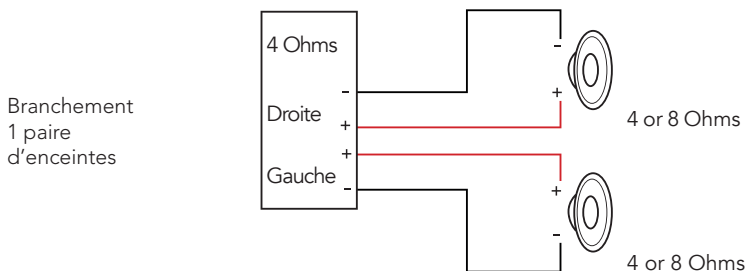 Branchement
1 paire
d'enceintes
4 Ohms
-
Droite
+
+
Gauche
-
-
+
4 or 8 Ohms
+
-
4 or 8 Ohms